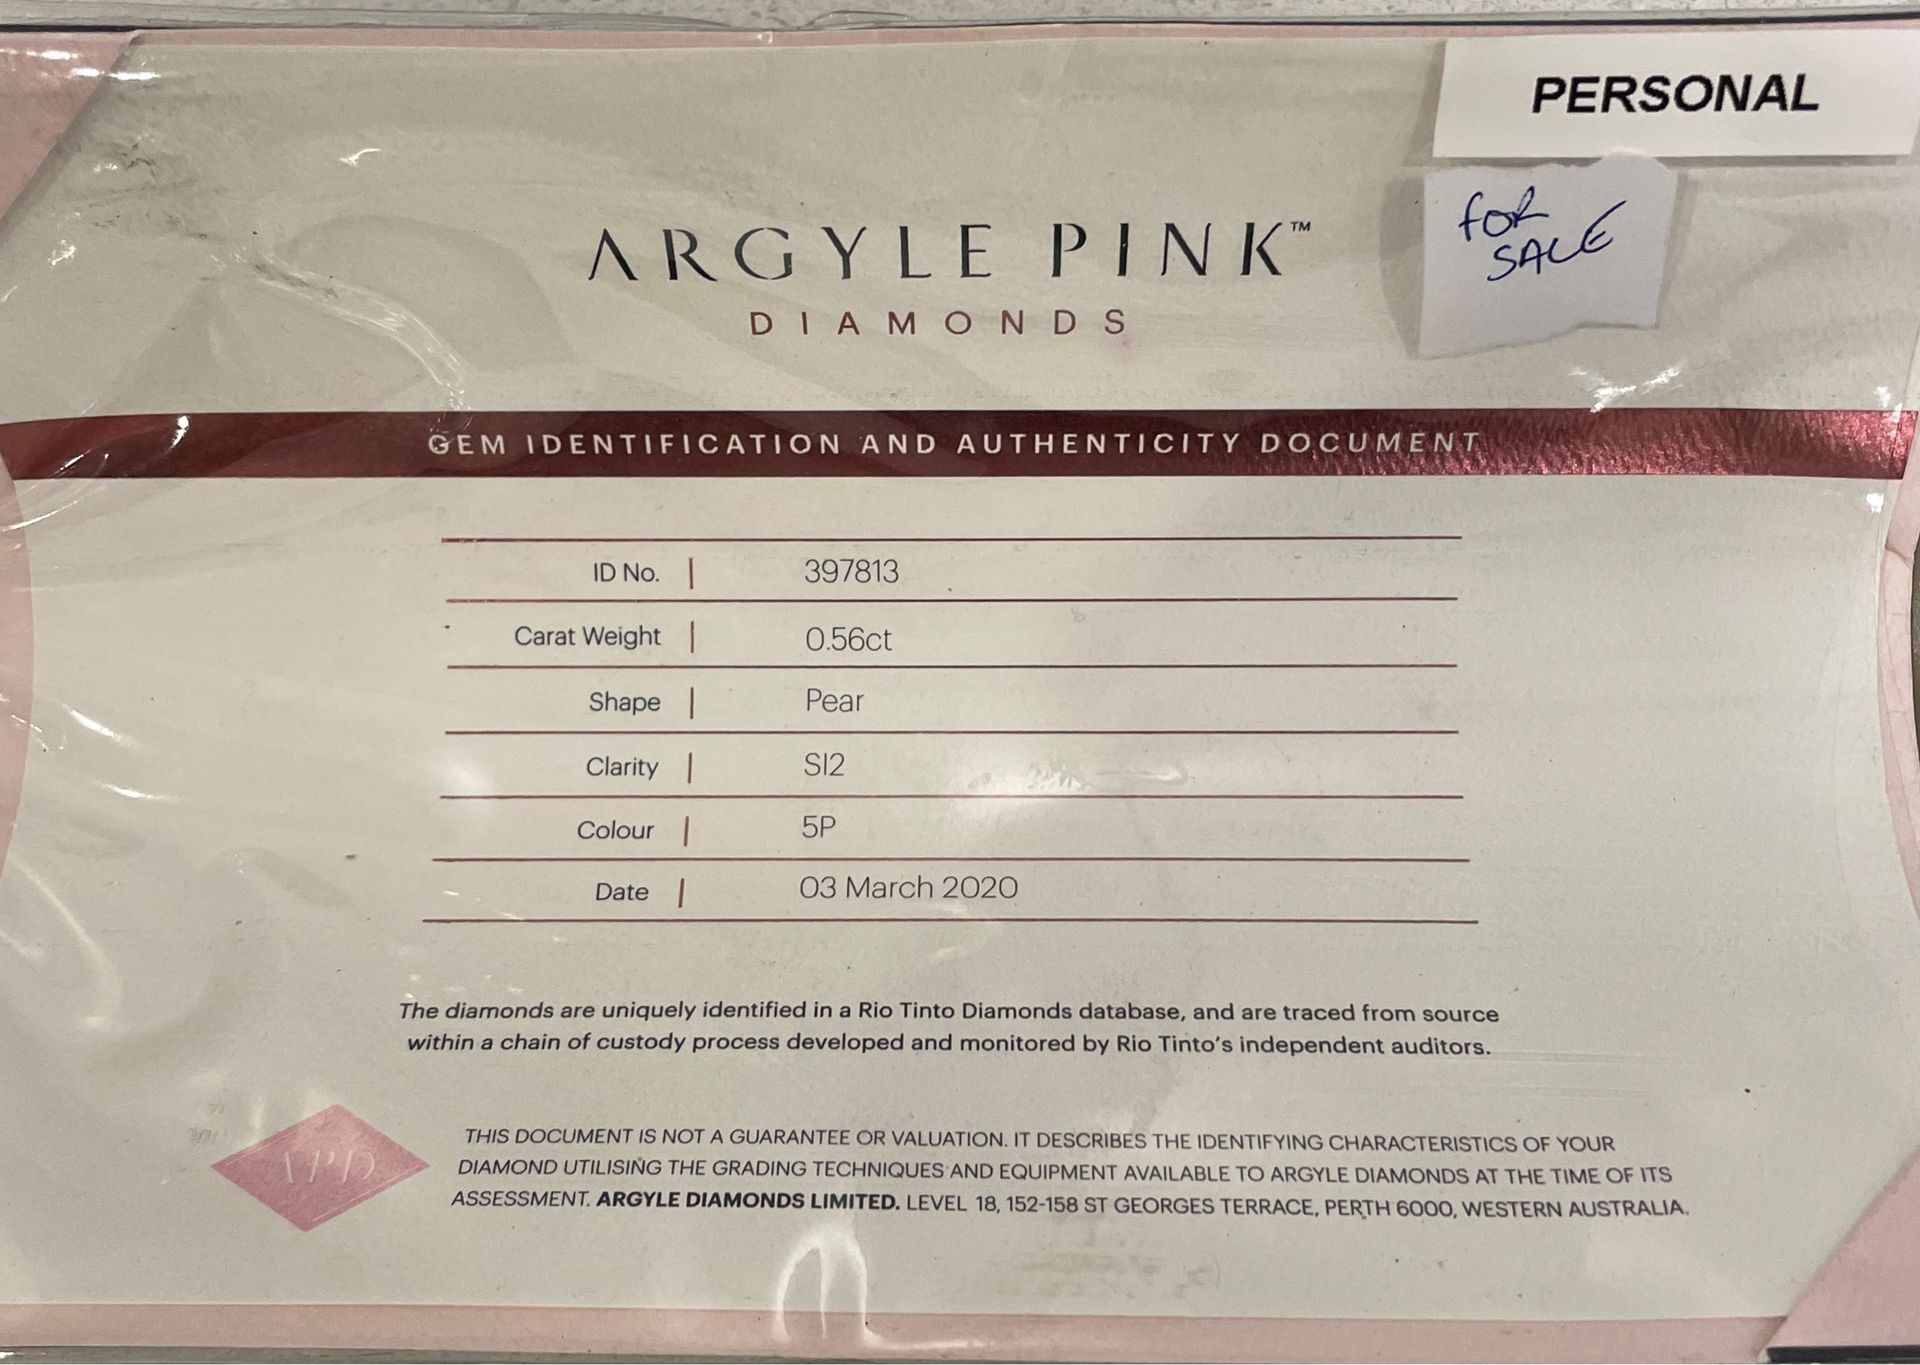 PERSONAL
FOR
SALE
ARGYLE PINK™
DIAMONDS
GEM IDENTIFICATION AND AUTHENTICITY DOCUMENT
ID No. | 397813
Carat Weight | 0.56ct
Shape | Pear
Clarity | SI2
Colour | 5P
Date | 03 March 2020
The diamonds are uniquely identified in a Rio Tinto Diamonds database, and are traced from source
within a chain of custody process developed and monitored by Rio Tinto's independent auditors.
APD
THIS DOCUMENT IS NOT A GUARANTEE OR VALUATION. IT DESCRIBES THE IDENTIFYING CHARACTERISTICS OF YOUR
DIAMOND UTILISING THE GRADING TECHNIQUES AND EQUIPMENT AVAILABLE TO ARGYLE DIAMONDS AT THE TIME OF ITS
ASSESSMENT. ARGYLE DIAMONDS LIMITED. LEVEL 18, 152-158 ST GEORGES TERRACE, PERTH 6000, WESTERN AUSTRALIA.